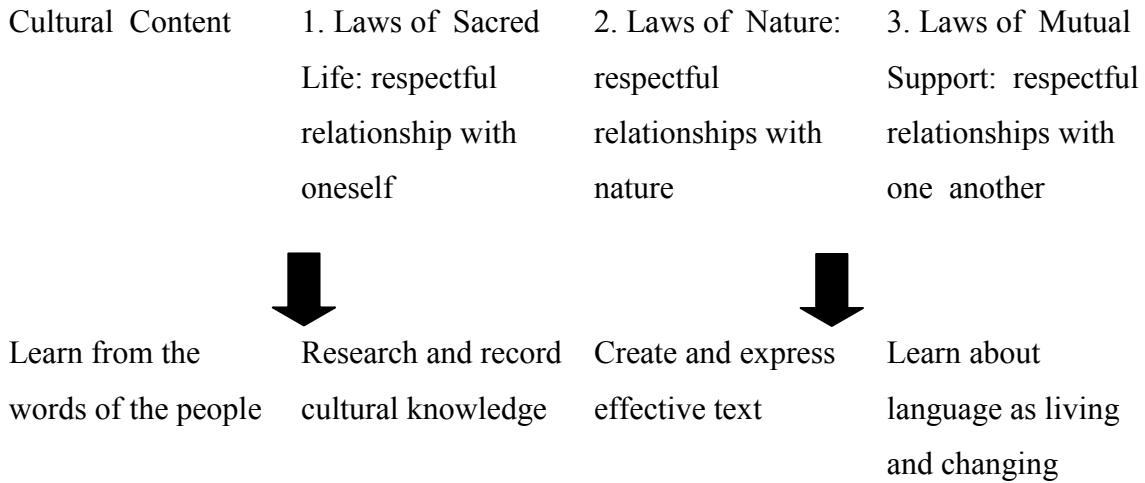 Cultural Content
1. Laws of Sacred
Life: respectful
relationship with
oneself
2. Laws of Nature:
respectful
relationships with
nature
3. Laws of Mutual
Support: respectful
relationships with
one another
Learn from the
words of the people
Research and record
cultural knowledge
Create and express
effective text
Learn about
language as living
and changing